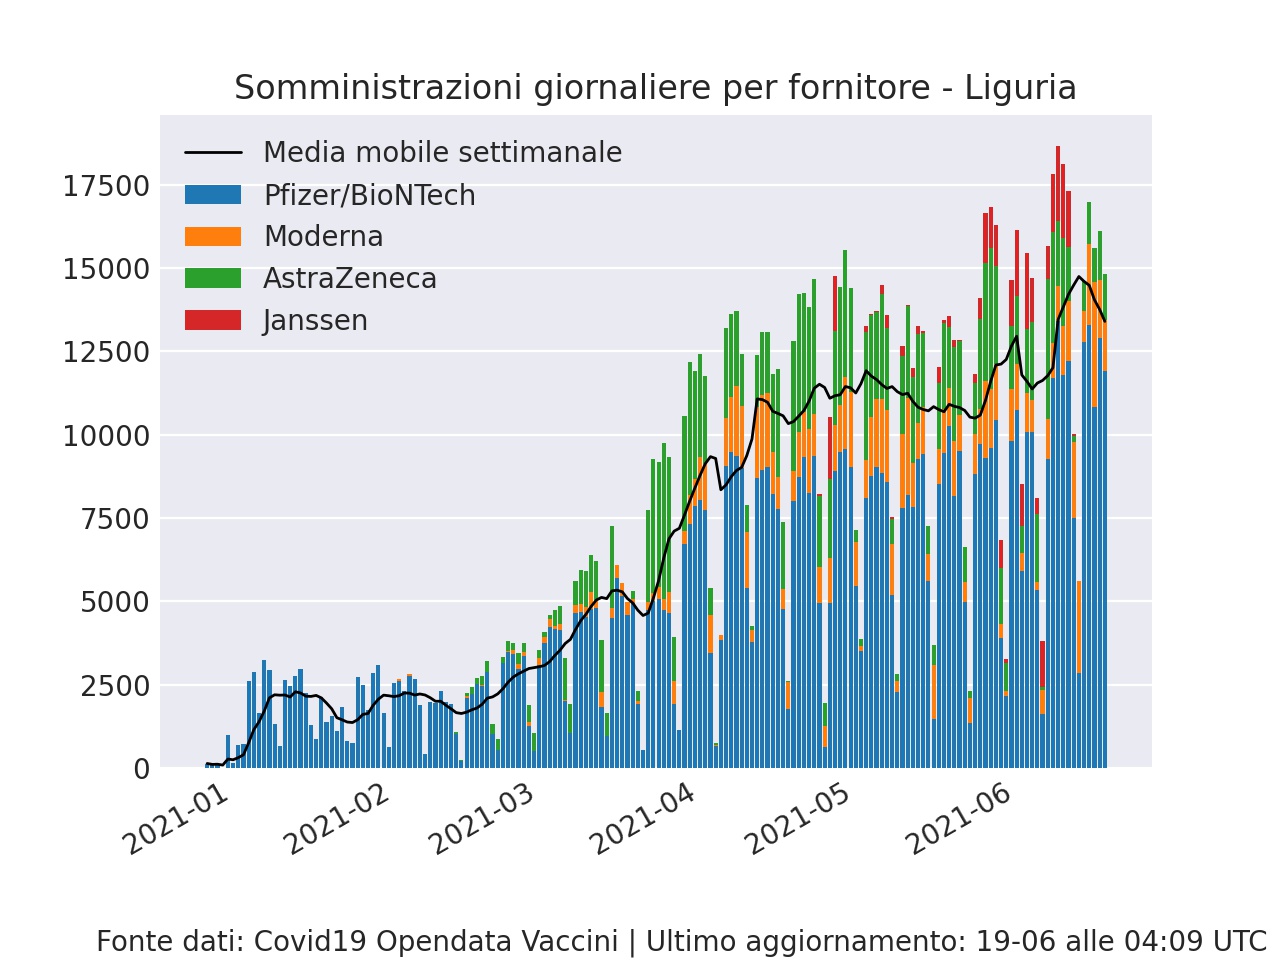 Somministrazioni giornaliere per fornitore - Liguria
Media mobile settimanale
Pfizer/BioNTech
Moderna
AstraZeneca
Janssen
17500
15000
12500
10000
7500
5000
2500
0
2021-01
2021-02
2021-03
2021-04
2021-05
2021-06
Fonte dati: Covid19 Opendata Vaccini | Ultimo aggiornamento: 19-06 alle 04:09 UTC